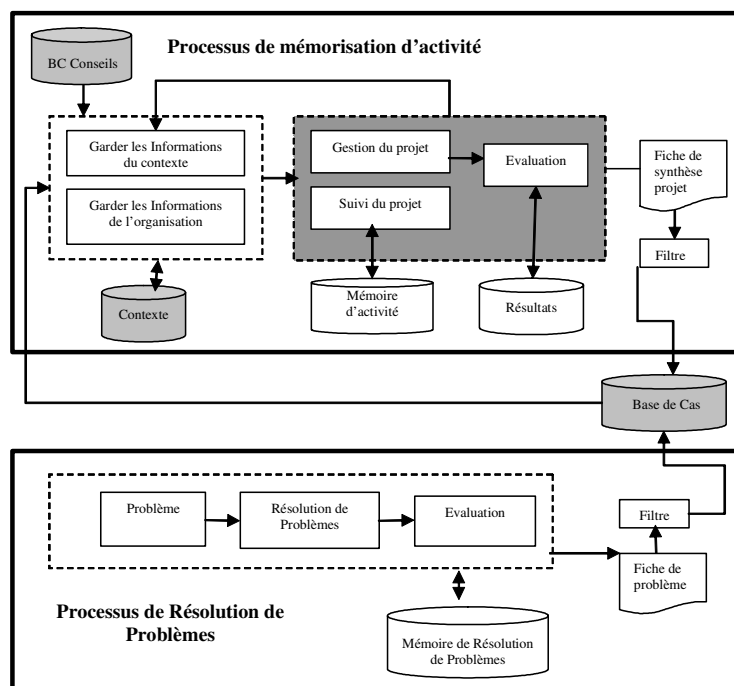 Processus de mémorisation d'activité
BC Conseils
Garder les Informations
du contexte
Garder les Informations
de l'organisation
Contexte
Gestion du projet
Suivi du projet
Evaluation
Mémoire
d'activité
Résultats
Fiche de
synthèse
projet
Filtre
Base de Cas
Problème
Résolution de
Problèmes
Evaluation
Filtre
Fiche de
problème
Processus de Résolution de
Problèmes
Mémoire de Résolution
de Problèmes